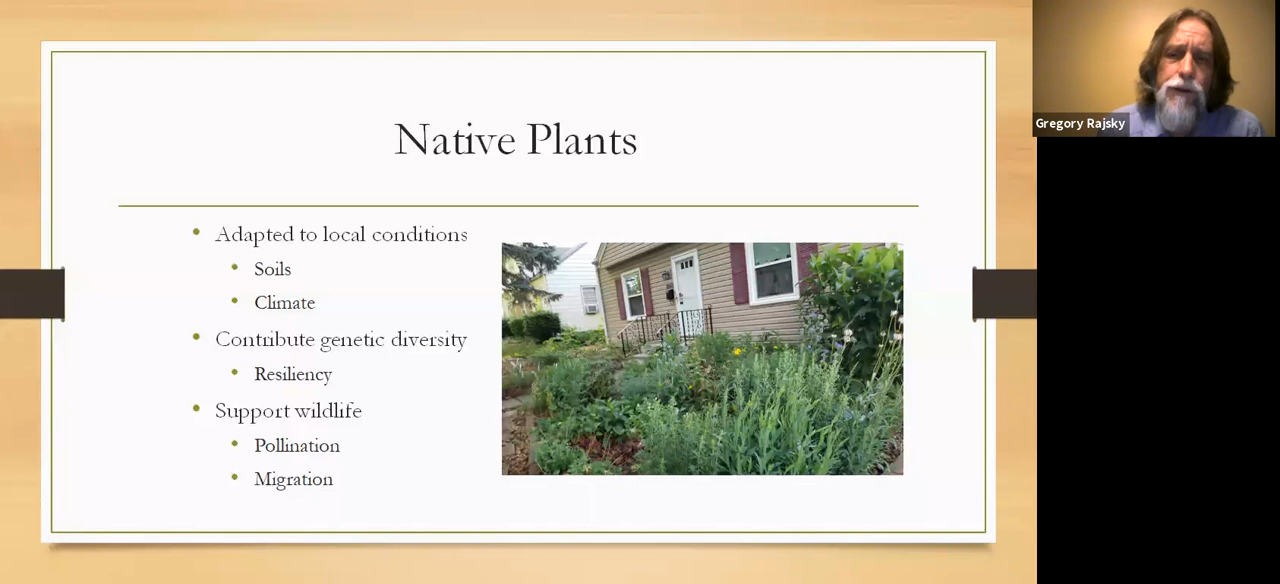 Native Plants
Adapted to local conditions
Soils
Climate
Contribute genetic diversity
Resiliency
Support wildlife
Pollination
Migration
Gregory Rajsky